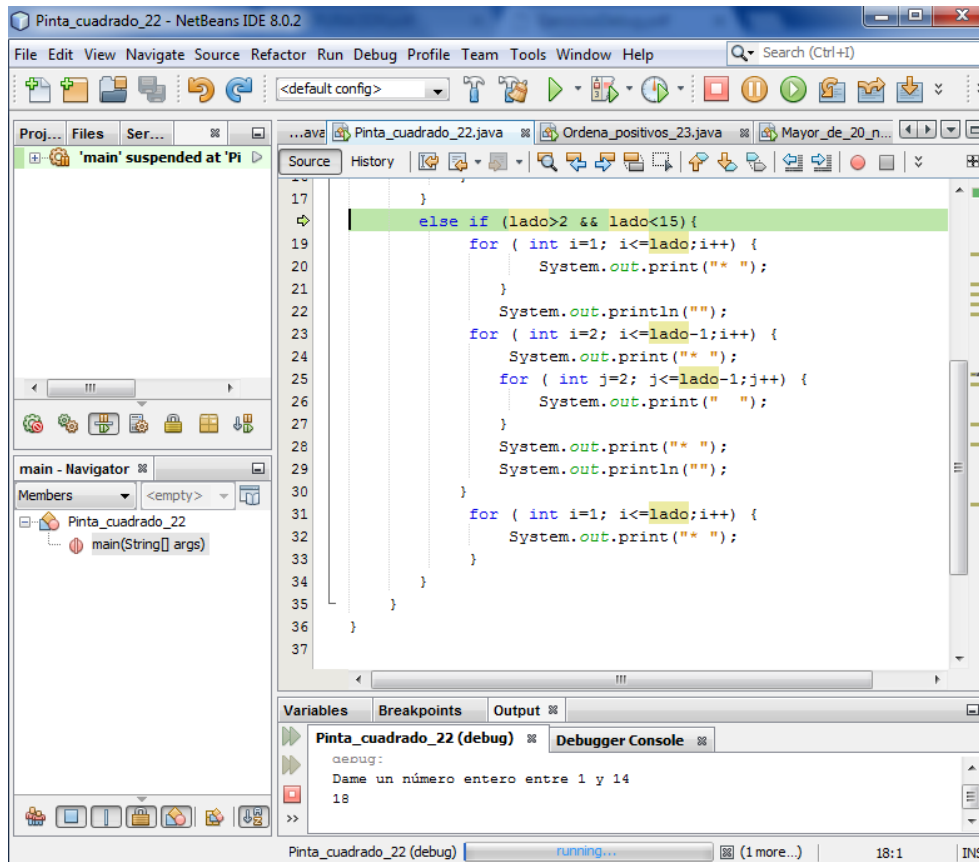 Pinta_cuadrado_22 - NetBeans IDE 8.0.2
File Edit View Navigate Source Refactor Run Debug Profile Team Tools Window Help
Search (Ctrl+I)
<default config>
Proj... Files Ser...
'main' suspended at 'Pi
...ava Pinta_cuadrado_22.java Ordena_positivos_23.java Mayor_de_20_n...
Source History
17 }
else if (lado>2 && lado<15){
19 for ( int i=1; i<=lado;i++) {
20 System.out.print("* ");
21 }
22 System.out.println("");
23 for ( int i=2; i<=lado-1;i++) {
24 System.out.print("* ");
25 for ( int j=2; j<=lado-1;j++) {
26 System.out.print("  ");
27 }
28 System.out.print("* ");
29 System.out.println("");
30 }
31 for ( int i=1; i<=lado;i++) {
32 System.out.print("* ");
33 }
34 }
35 }
36 }
37
main - Navigator
Members <empty>
Pinta_cuadrado_22
main(String[] args)
Variables Breakpoints Output
Pinta_cuadrado_22 (debug) Debugger Console
debug:
Dame un número entero entre 1 y 14
18
Pinta_cuadrado_22 (debug) running... (1 more...) 18:1 INS